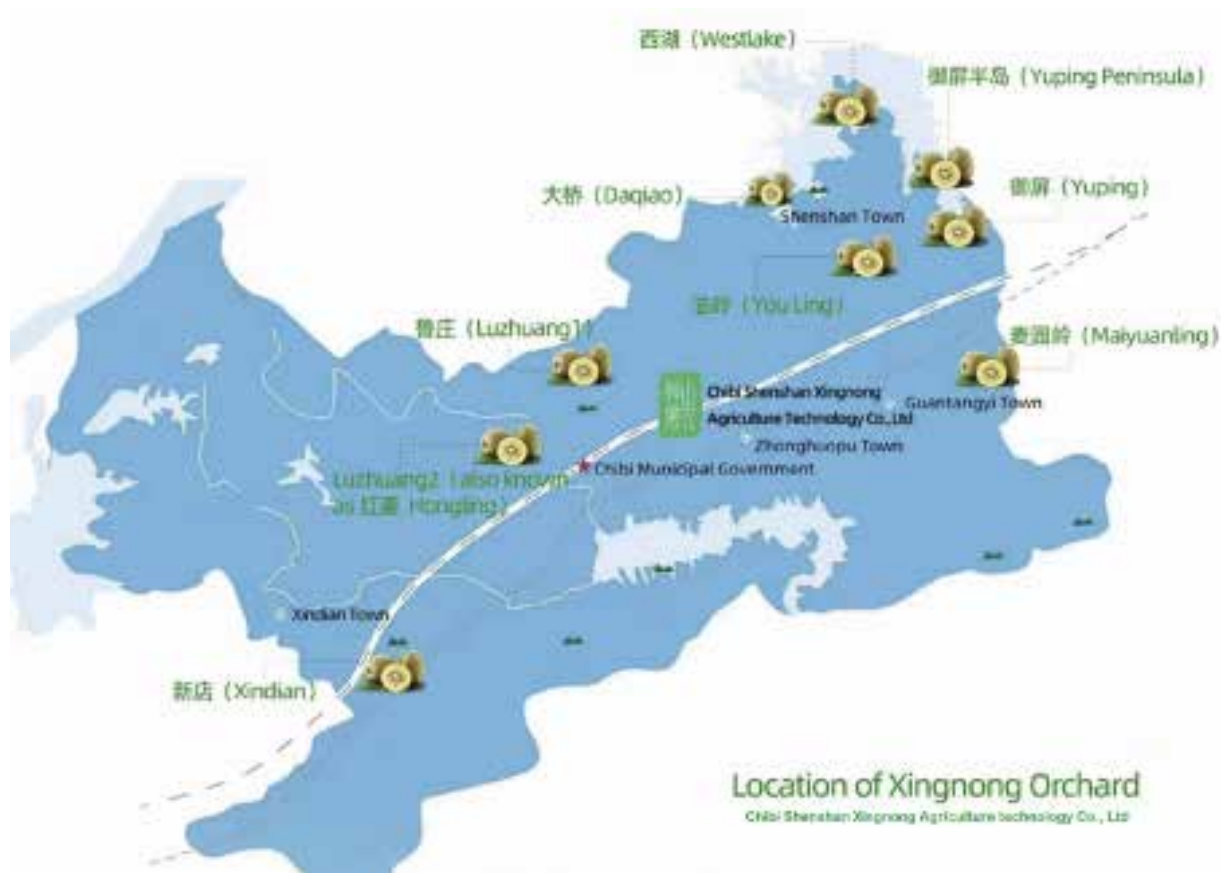 西湖（Westlake）
御屏半岛（Yuping Peninsula）
大桥（Daqiao）
御屏（Yuping）
Shenshan Town
（You Ling）
鲁庄（Luzhuang1）
麦园岭（Maiyuanling）
Chibi Shenshan Xingnong
Agriculture Technology Co.,Ltd
Guantangyi Town
Zhonghuopu Town
Chibi Municipal Government
Luzhuang2（also known
as Hongling）
Xindian Town
新店（Xindian）
Location of Xingnong Orchard
Chibi Shenshan Xingnong Agriculture technology Co., Ltd